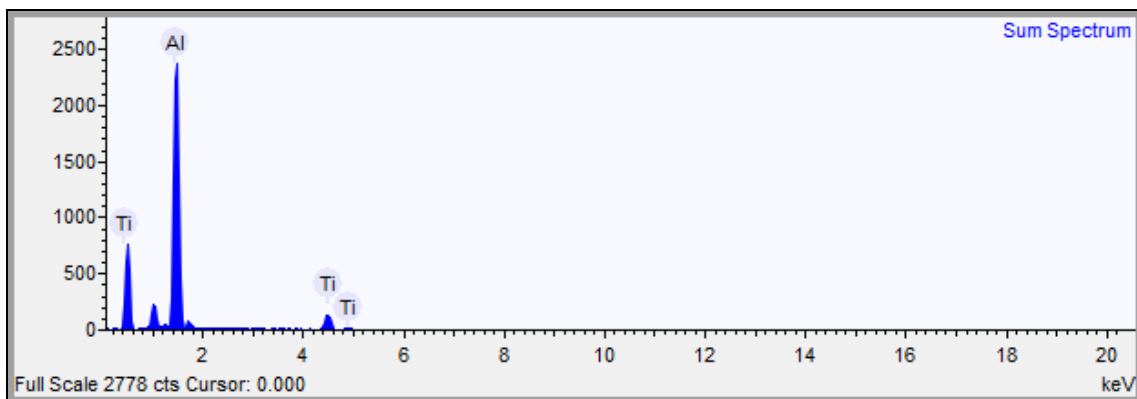 Sum Spectrum
2500
Al
2000
1500
1000
Ti
500
Ti
Ti
0
2 4 6 8 10 12 14 16 18 20
Full Scale 2778 cts Cursor: 0.000 keV